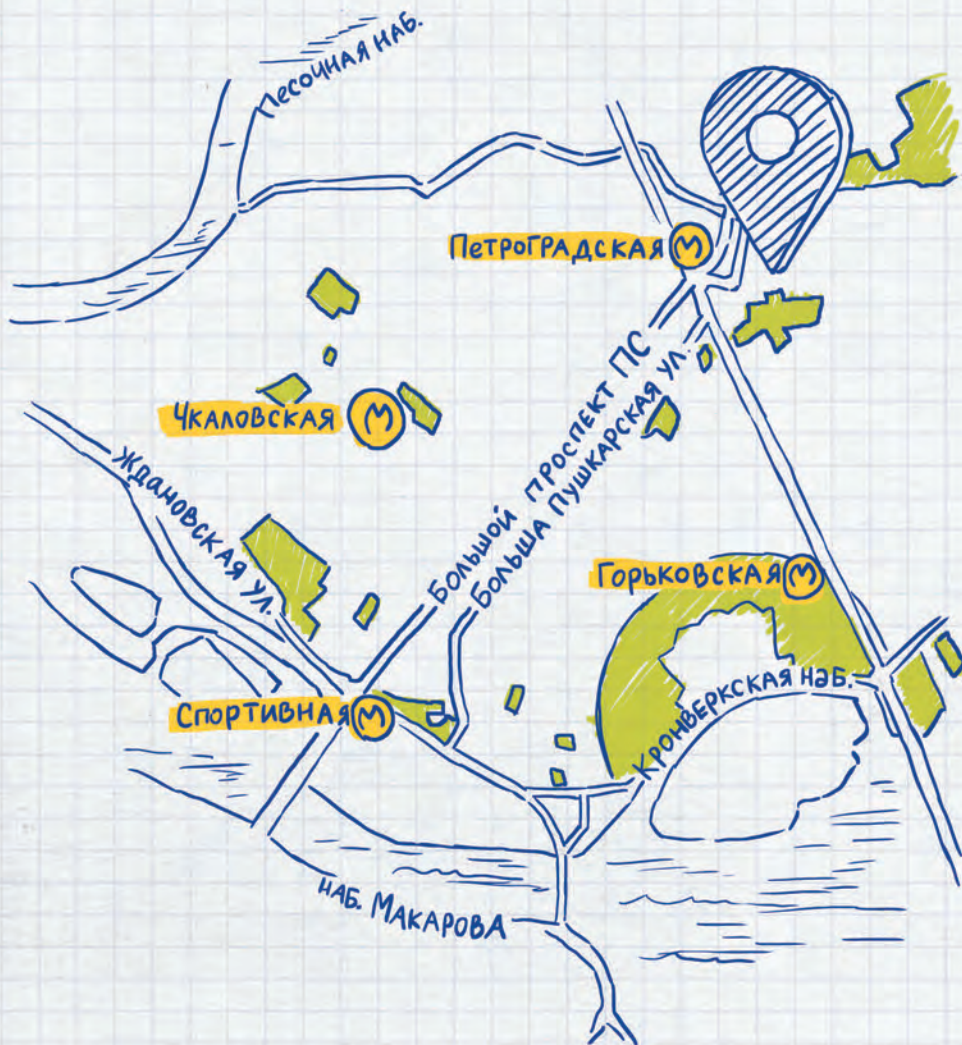 Песочная наб.
Петроградская М
Чкаловская М
Большой проспект ПС
Больша Пушкарская ул.
Ждановская ул.
Горьковская М
Спортивная М
Кронверкская наб.
наб. Макарова